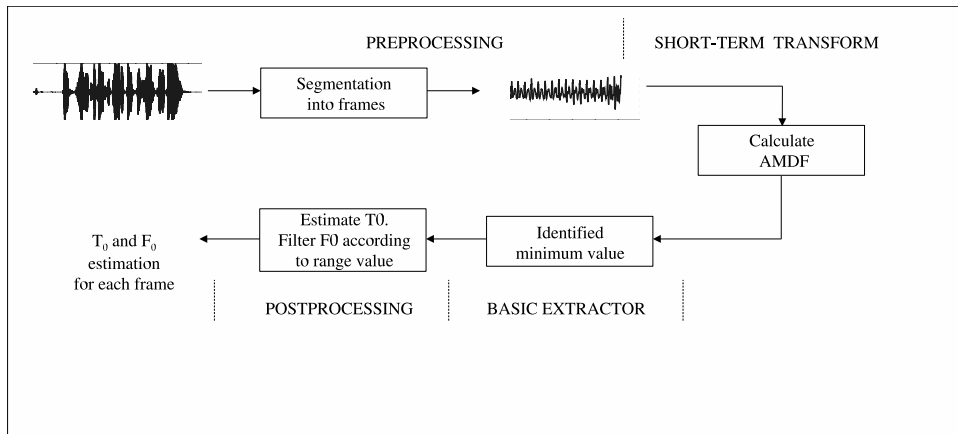 PREPROCESSING
SHORT-TERM TRANSFORM
Segmentation
into frames
Calculate
AMDF
Identified
minimum value
Estimate T0.
Filter F0 according
to range value
T₀ and F₀
estimation
for each frame
POSTPROCESSING
BASIC EXTRACTOR